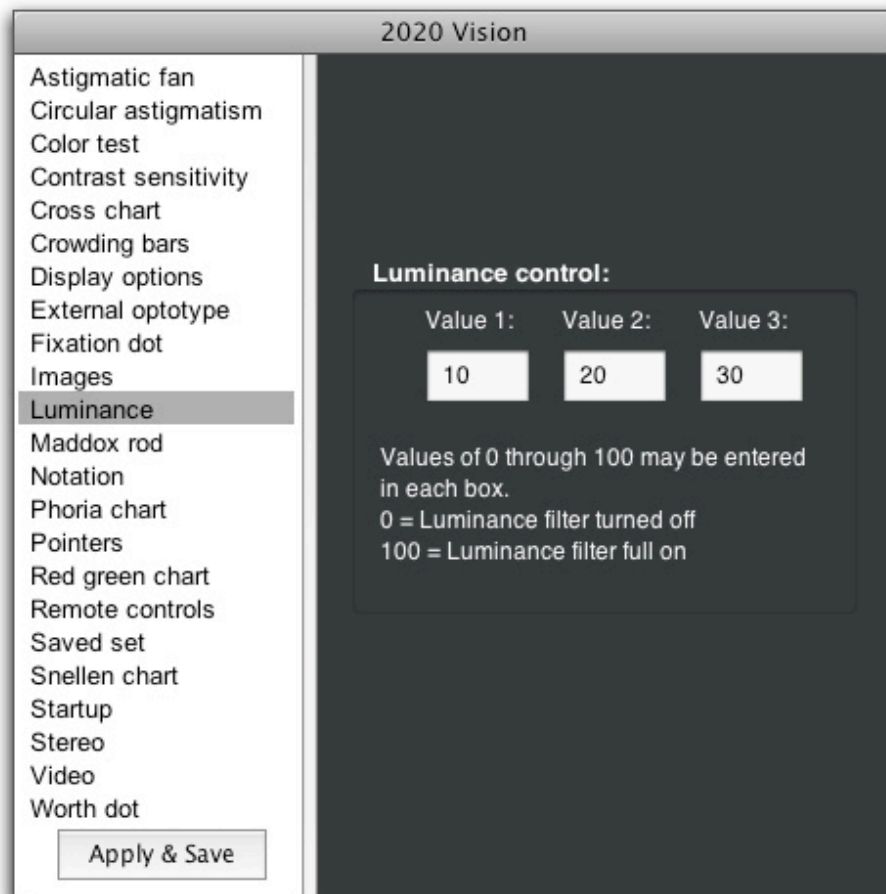 2020 Vision
Astigmatic fan
Circular astigmatism
Color test
Contrast sensitivity
Cross chart
Crowding bars
Display options
External optotype
Fixation dot
Images
Luminance
Maddox rod
Notation
Phoria chart
Pointers
Red green chart
Remote controls
Saved set
Snellen chart
Startup
Stereo
Video
Worth dot
Apply & Save
Luminance control:
Value 1: Value 2: Value 3:
10 20 30
Values of 0 through 100 may be entered
in each box.
0 = Luminance filter turned off
100 = Luminance filter full on